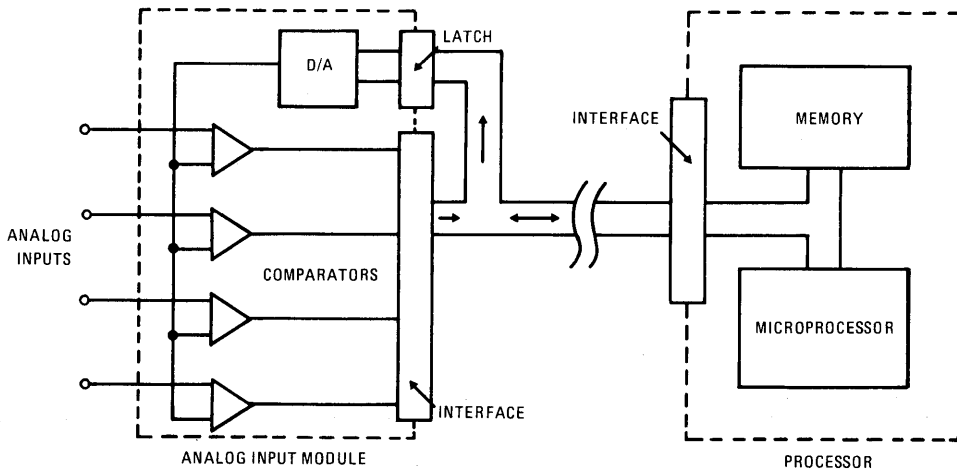 LATCH
D/A
INTERFACE
MEMORY
ANALOG
INPUTS
COMPARATORS
MICROPROCESSOR
INTERFACE
ANALOG INPUT MODULE
PROCESSOR